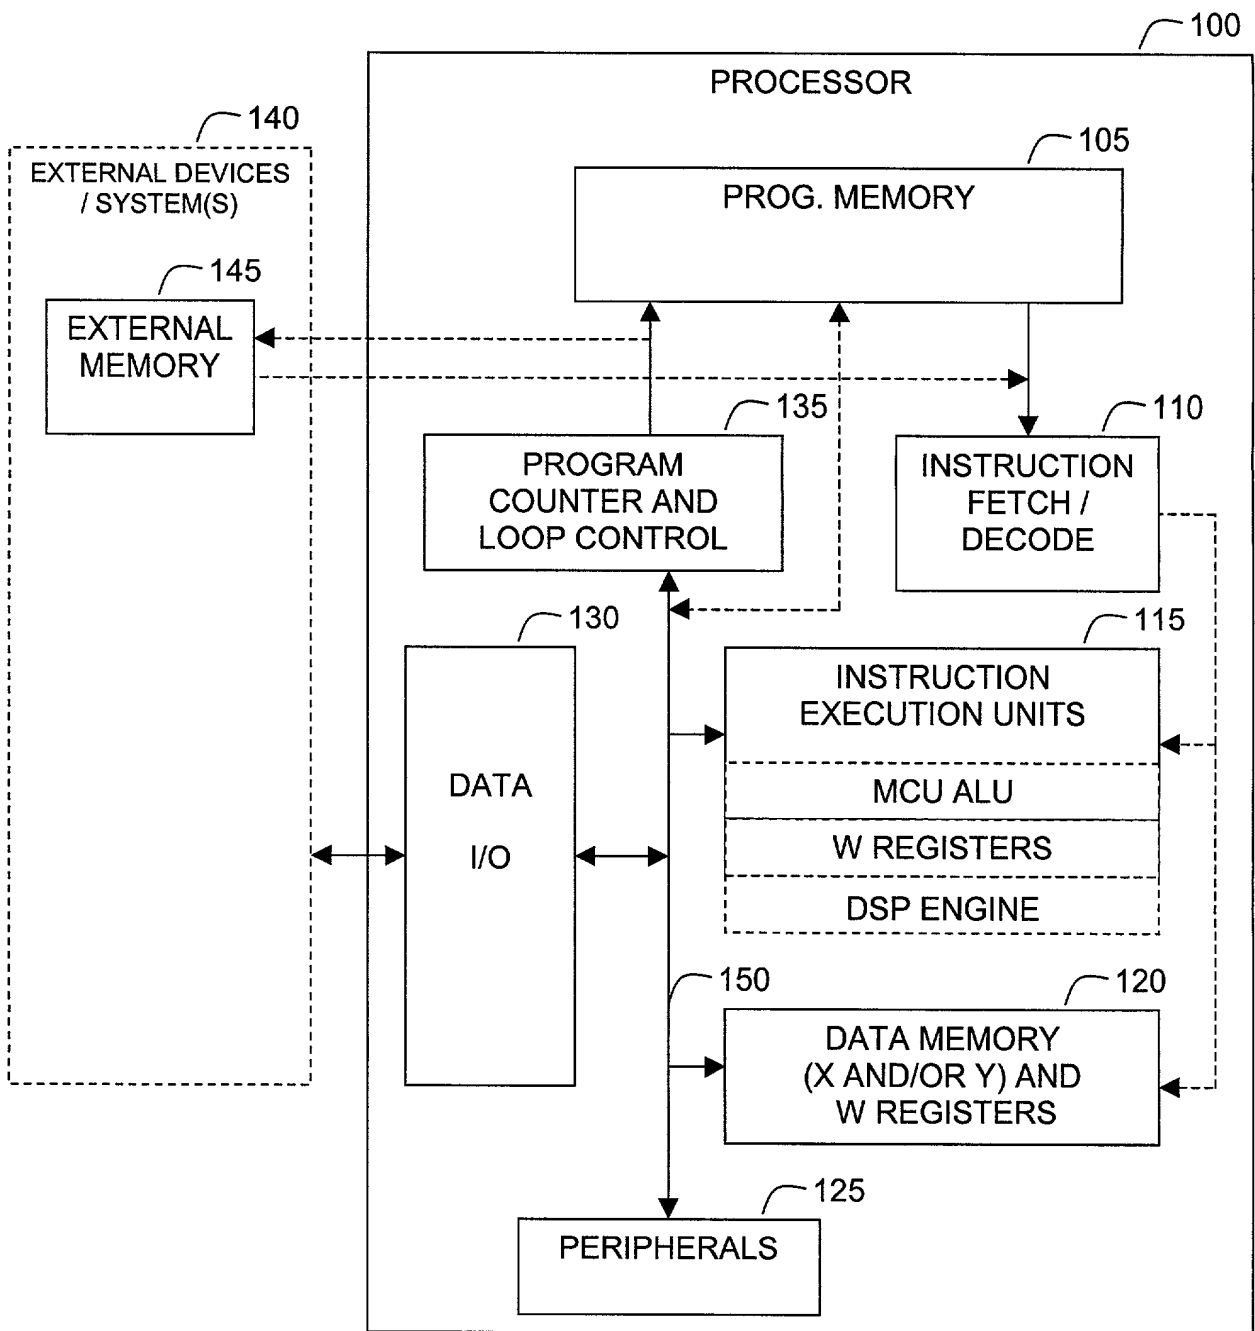 100
PROCESSOR
140
EXTERNAL DEVICES
/ SYSTEM(S)
105
PROG. MEMORY
145
EXTERNAL
MEMORY
135
PROGRAM
COUNTER AND
LOOP CONTROL
110
INSTRUCTION
FETCH /
DECODE
130
DATA
I/O
115
INSTRUCTION
EXECUTION UNITS
MCU ALU
W REGISTERS
DSP ENGINE
150
120
DATA MEMORY
(X AND/OR Y) AND
W REGISTERS
125
PERIPHERALS